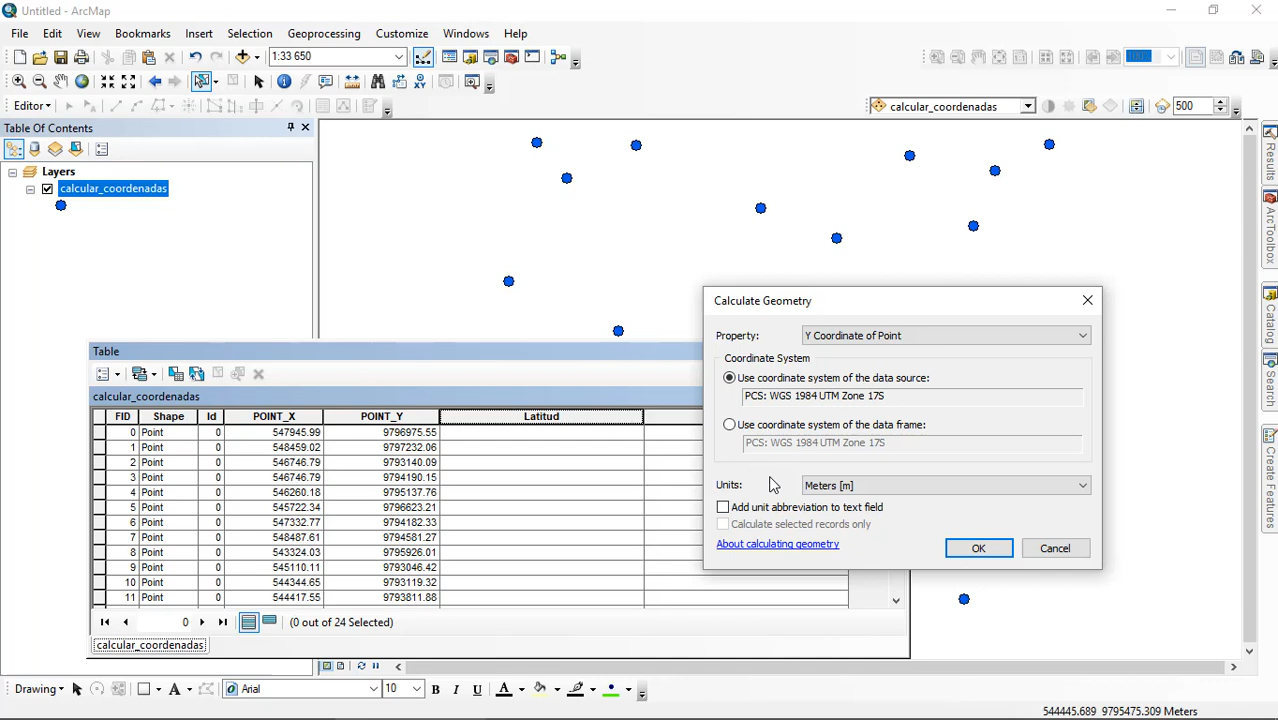 Untitled - ArcMap
File Edit View Bookmarks Insert Selection Geoprocessing Customize Windows Help
1:33 650
Editor
calcular_coordenadas
500
Table Of Contents
Layers
calcular_coordenadas
Results
ArcToolbox
Catalog
Search
Create Features
Calculate Geometry
Property: Y Coordinate of Point
Coordinate System
Use coordinate system of the data source:
PCS: WGS 1984 UTM Zone 17S
Use coordinate system of the data frame:
PCS: WGS 1984 UTM Zone 17S
Units: Meters [m]
Add unit abbreviation to text field
Calculate selected records only
About calculating geometry
OK Cancel
Table
calcular_coordenadas
FID Shape Id POINT_X POINT_Y Latitud
0 Point 0 547945.99 9796975.55
1 Point 0 548459.02 9797232.06
2 Point 0 546746.79 9793140.09
3 Point 0 546746.79 9794190.15
4 Point 0 546260.18 9795137.76
5 Point 0 545722.34 9796623.21
6 Point 0 547332.77 9794182.33
7 Point 0 548487.61 9794581.27
8 Point 0 543324.03 9795926.01
9 Point 0 545110.11 9793046.42
10 Point 0 544344.65 9793119.32
11 Point 0 544417.55 9793811.88
0 (0 out of 24 Selected)
calcular_coordenadas
Drawing A Arial 10 B I U A
544445.689 9795475.309 Meters